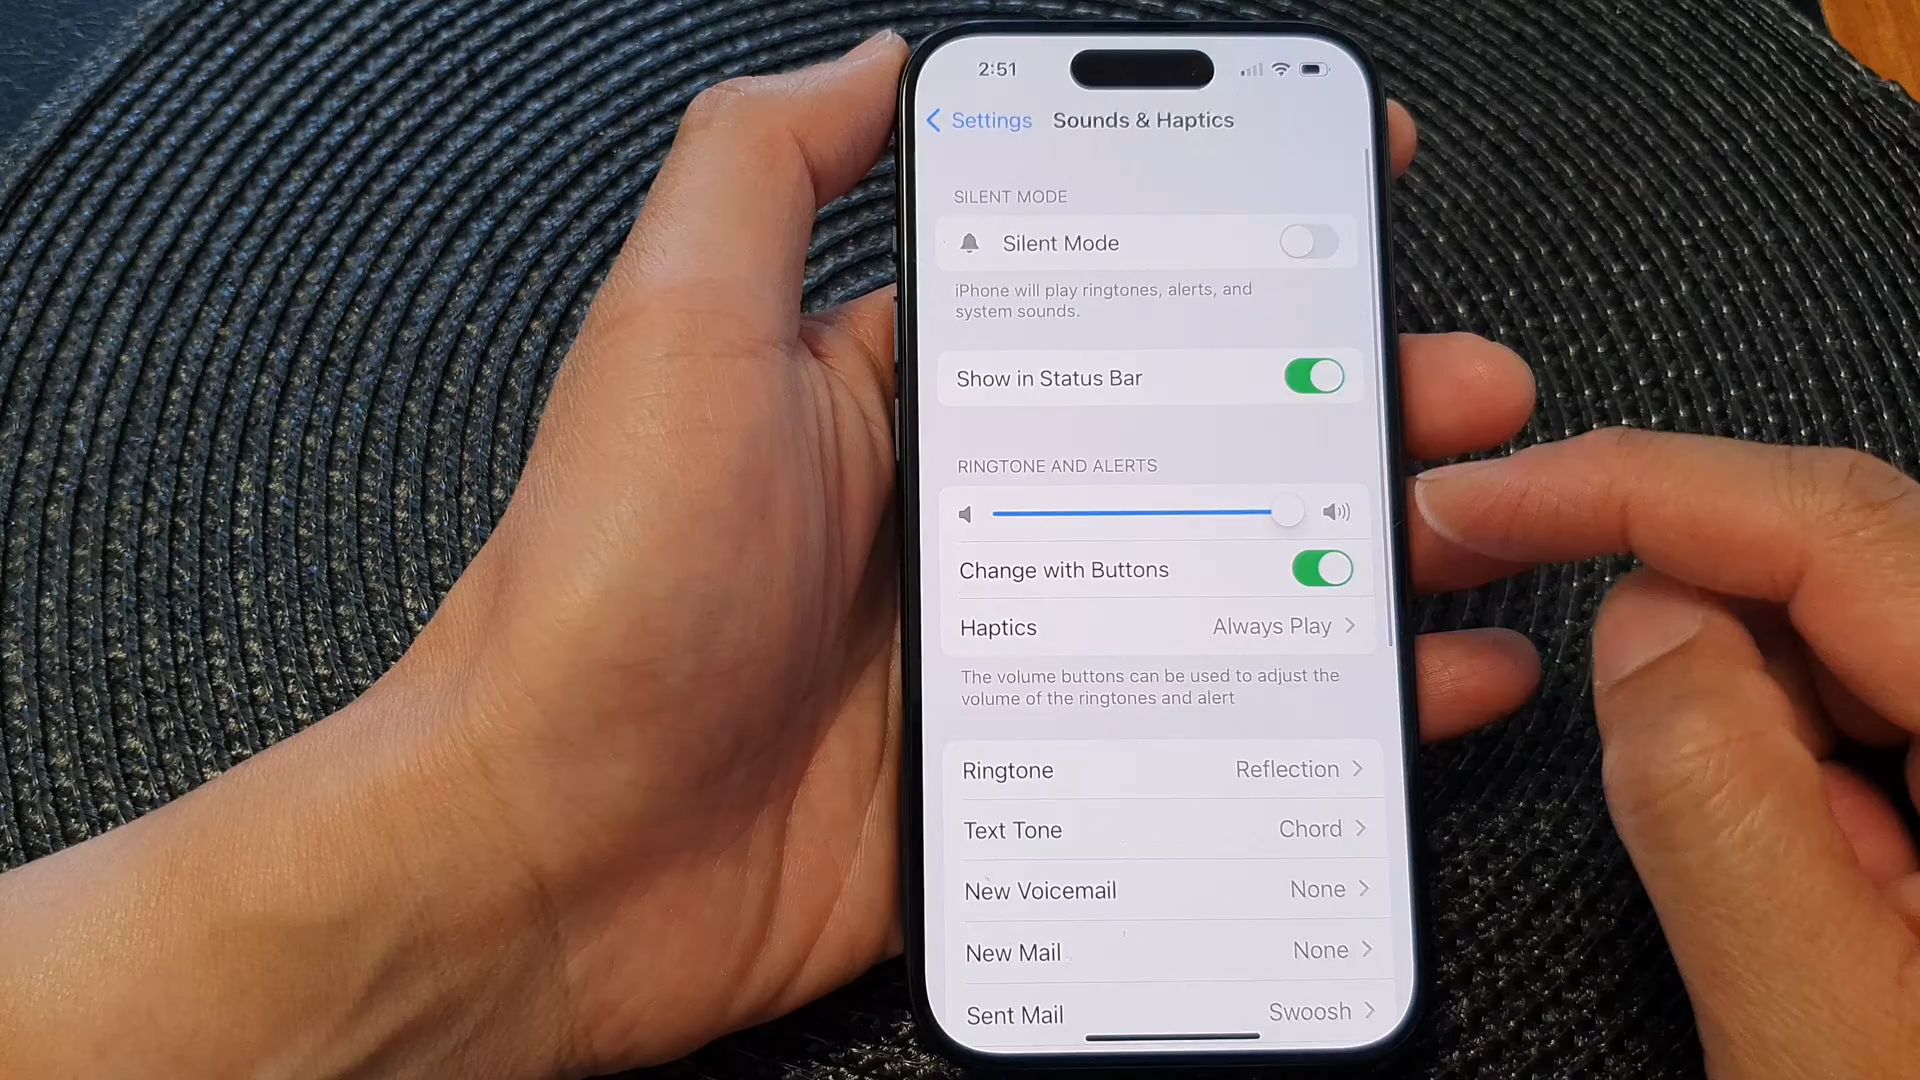 2:51
Settings Sounds & Haptics
SILENT MODE
Silent Mode
iPhone will play ringtones, alerts, and
system sounds.
Show in Status Bar
RINGTONE AND ALERTS
Change with Buttons
Haptics Always Play
The volume buttons can be used to adjust the
volume of the ringtones and alert
Ringtone Reflection
Text Tone Chord
New Voicemail None
New Mail None
Sent Mail Swoosh